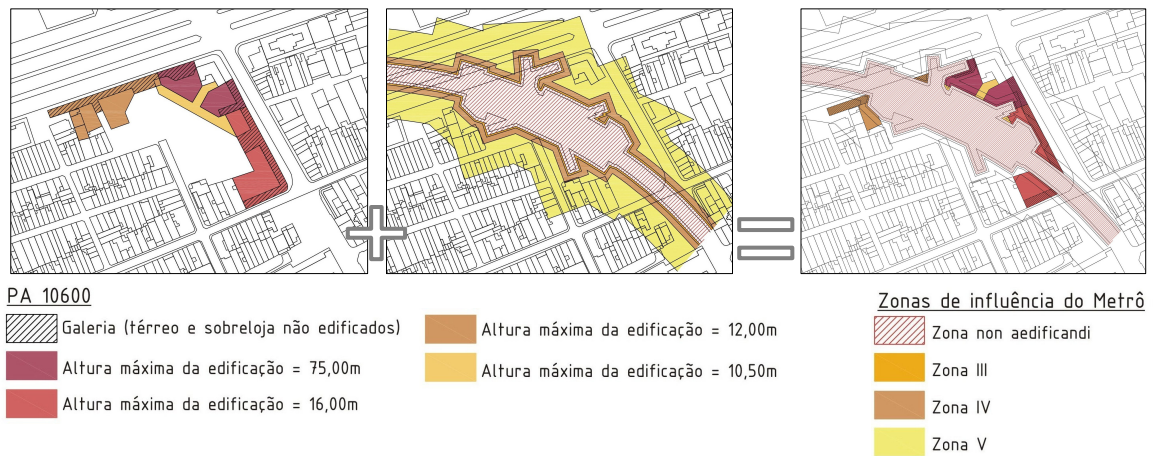 PA 10600
Galeria (térreo e sobreloja não edificados)
Altura máxima da edificação = 75,00m
Altura máxima da edificação = 16,00m
Altura máxima da edificação = 12,00m
Altura máxima da edificação = 10,50m
Zonas de influência do Metrô
Zona non aedificandi
Zona III
Zona IV
Zona V